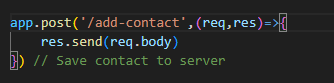 app.post('/add-contact',(req,res)=>{
    res.send(req.body)
}) // Save contact to server